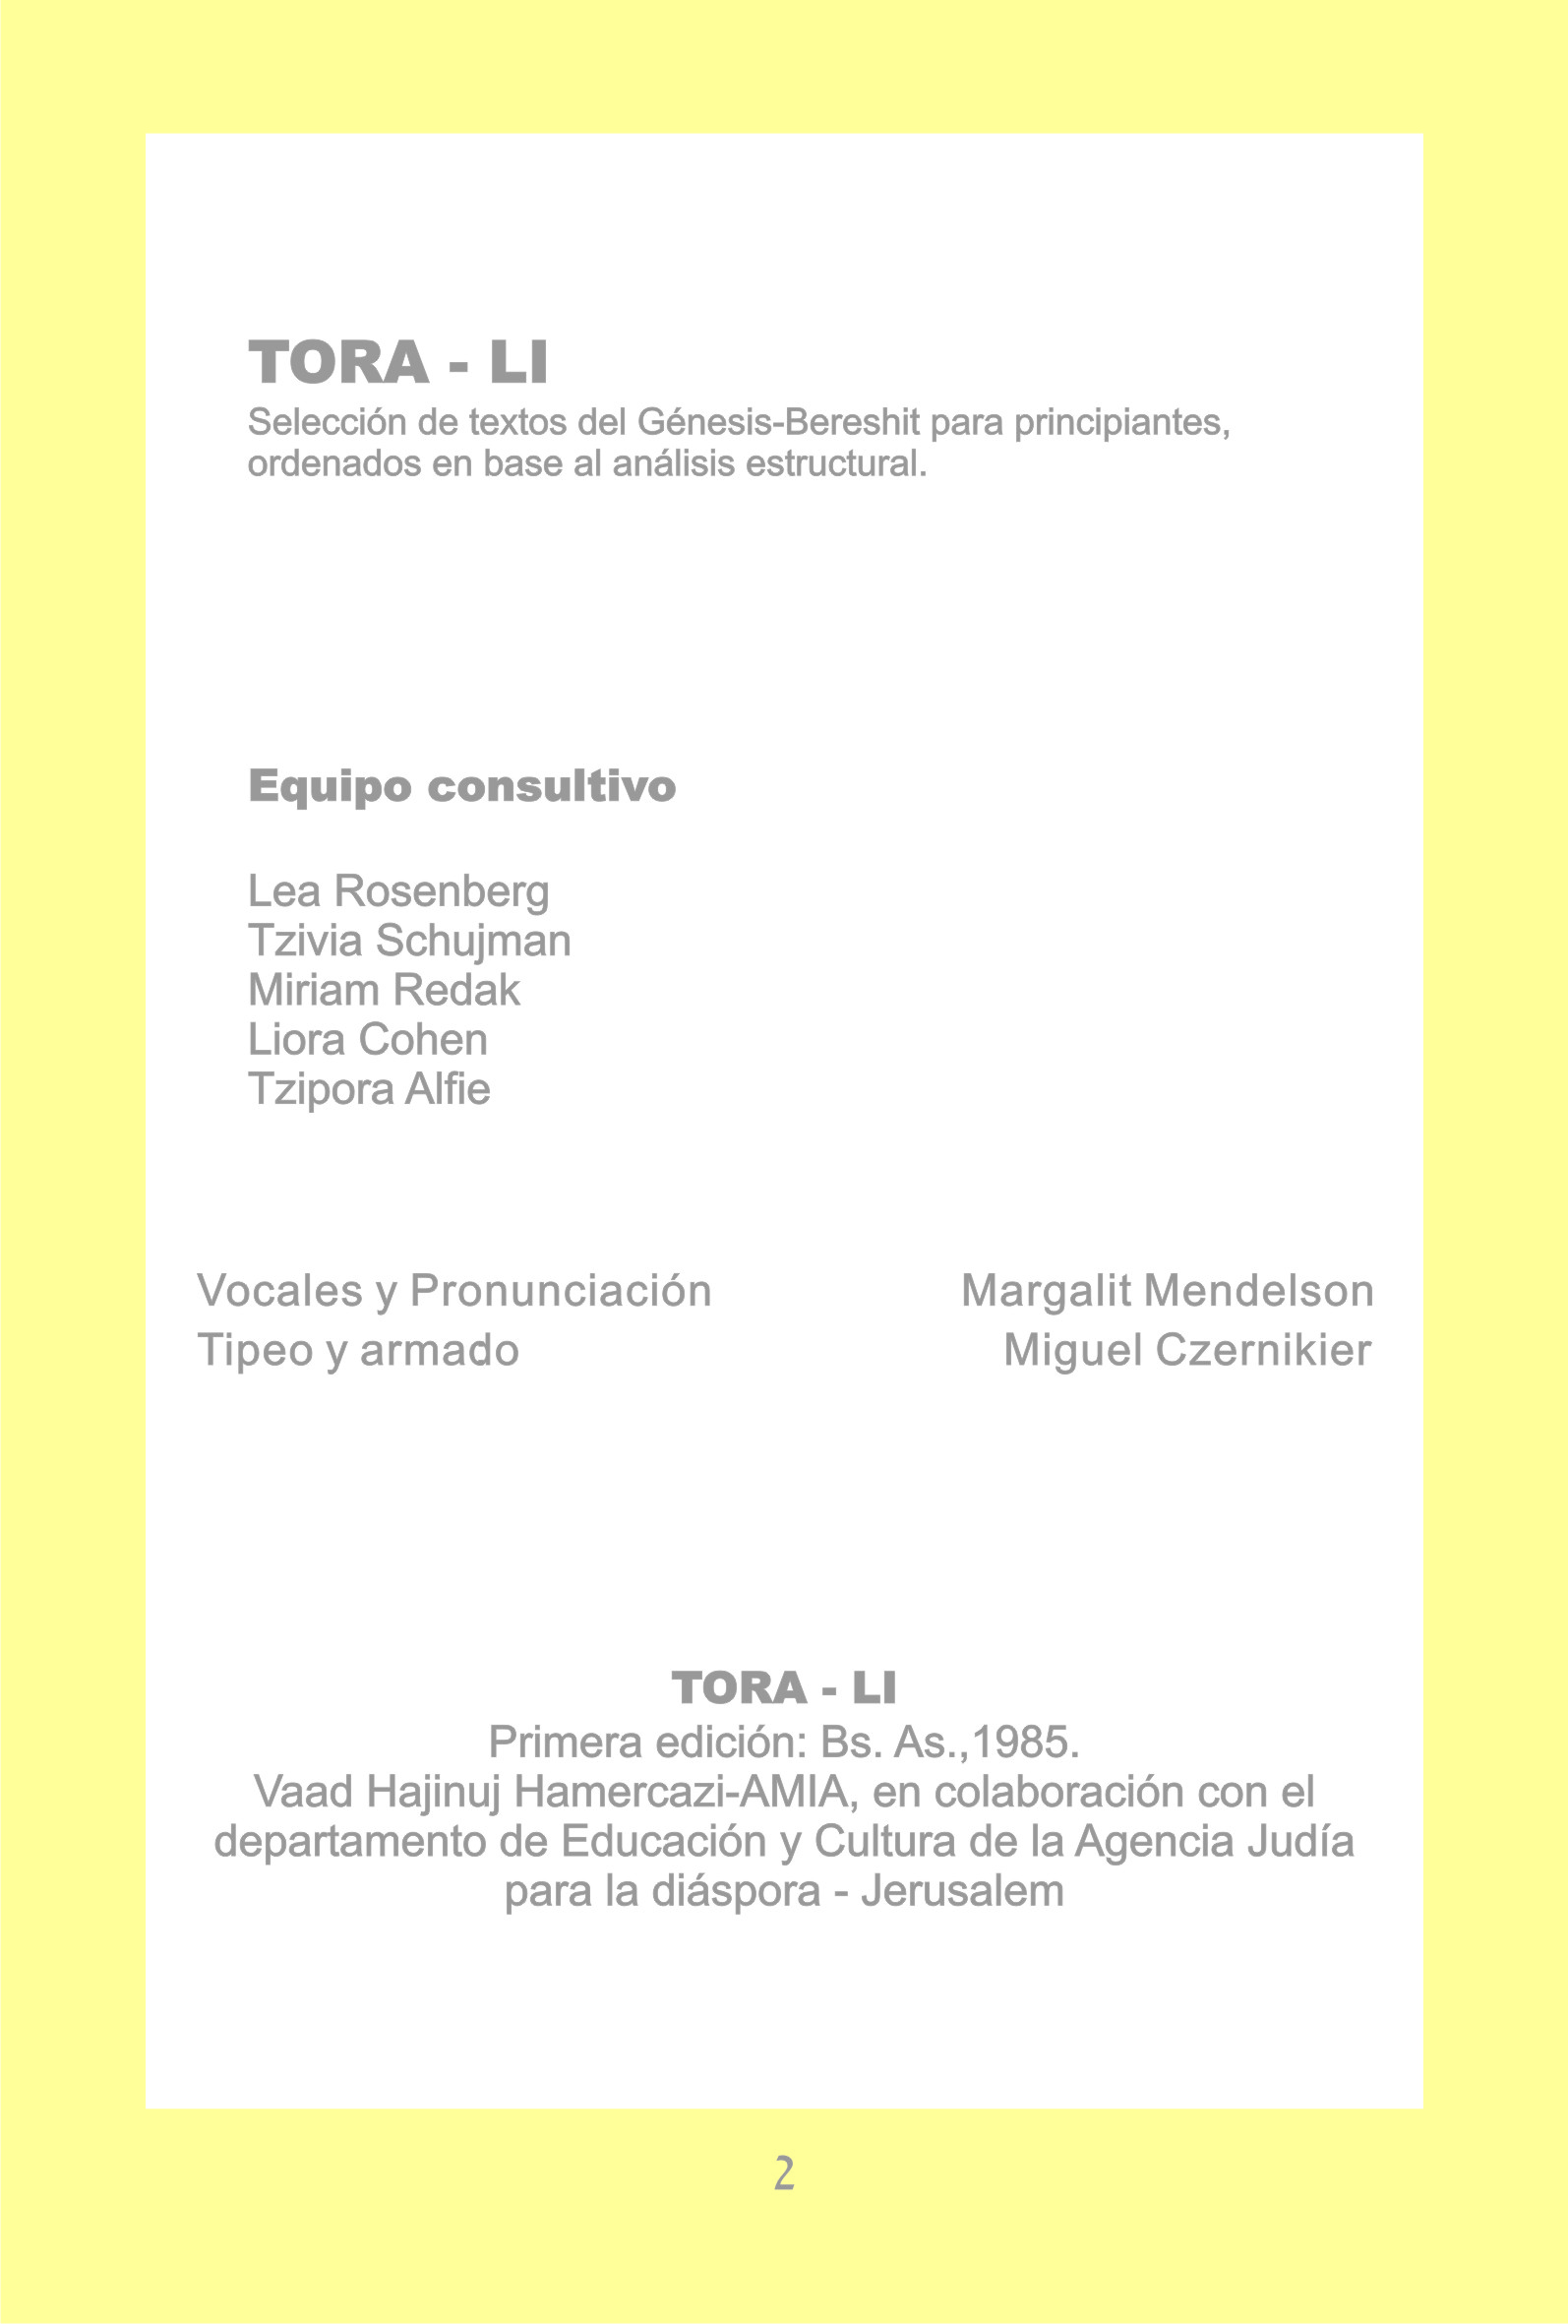 TORA - LI
Selección de textos del Génesis-Bereshit para principiantes,
ordenados en base al análisis estructural.
Equipo consultivo
Lea Rosenberg
Tzivia Schujman
Miriam Redak
Liora Cohen
Tzipora Alfie
Vocales y Pronunciación Margalit Mendelson
Tipeo y armado Miguel Czernikier
TORA - LI
Primera edición: Bs. As.,1985.
Vaad Hajinuj Hamercazi-AMIA, en colaboración con el
departamento de Educación y Cultura de la Agencia Judía
para la diáspora - Jerusalem
2